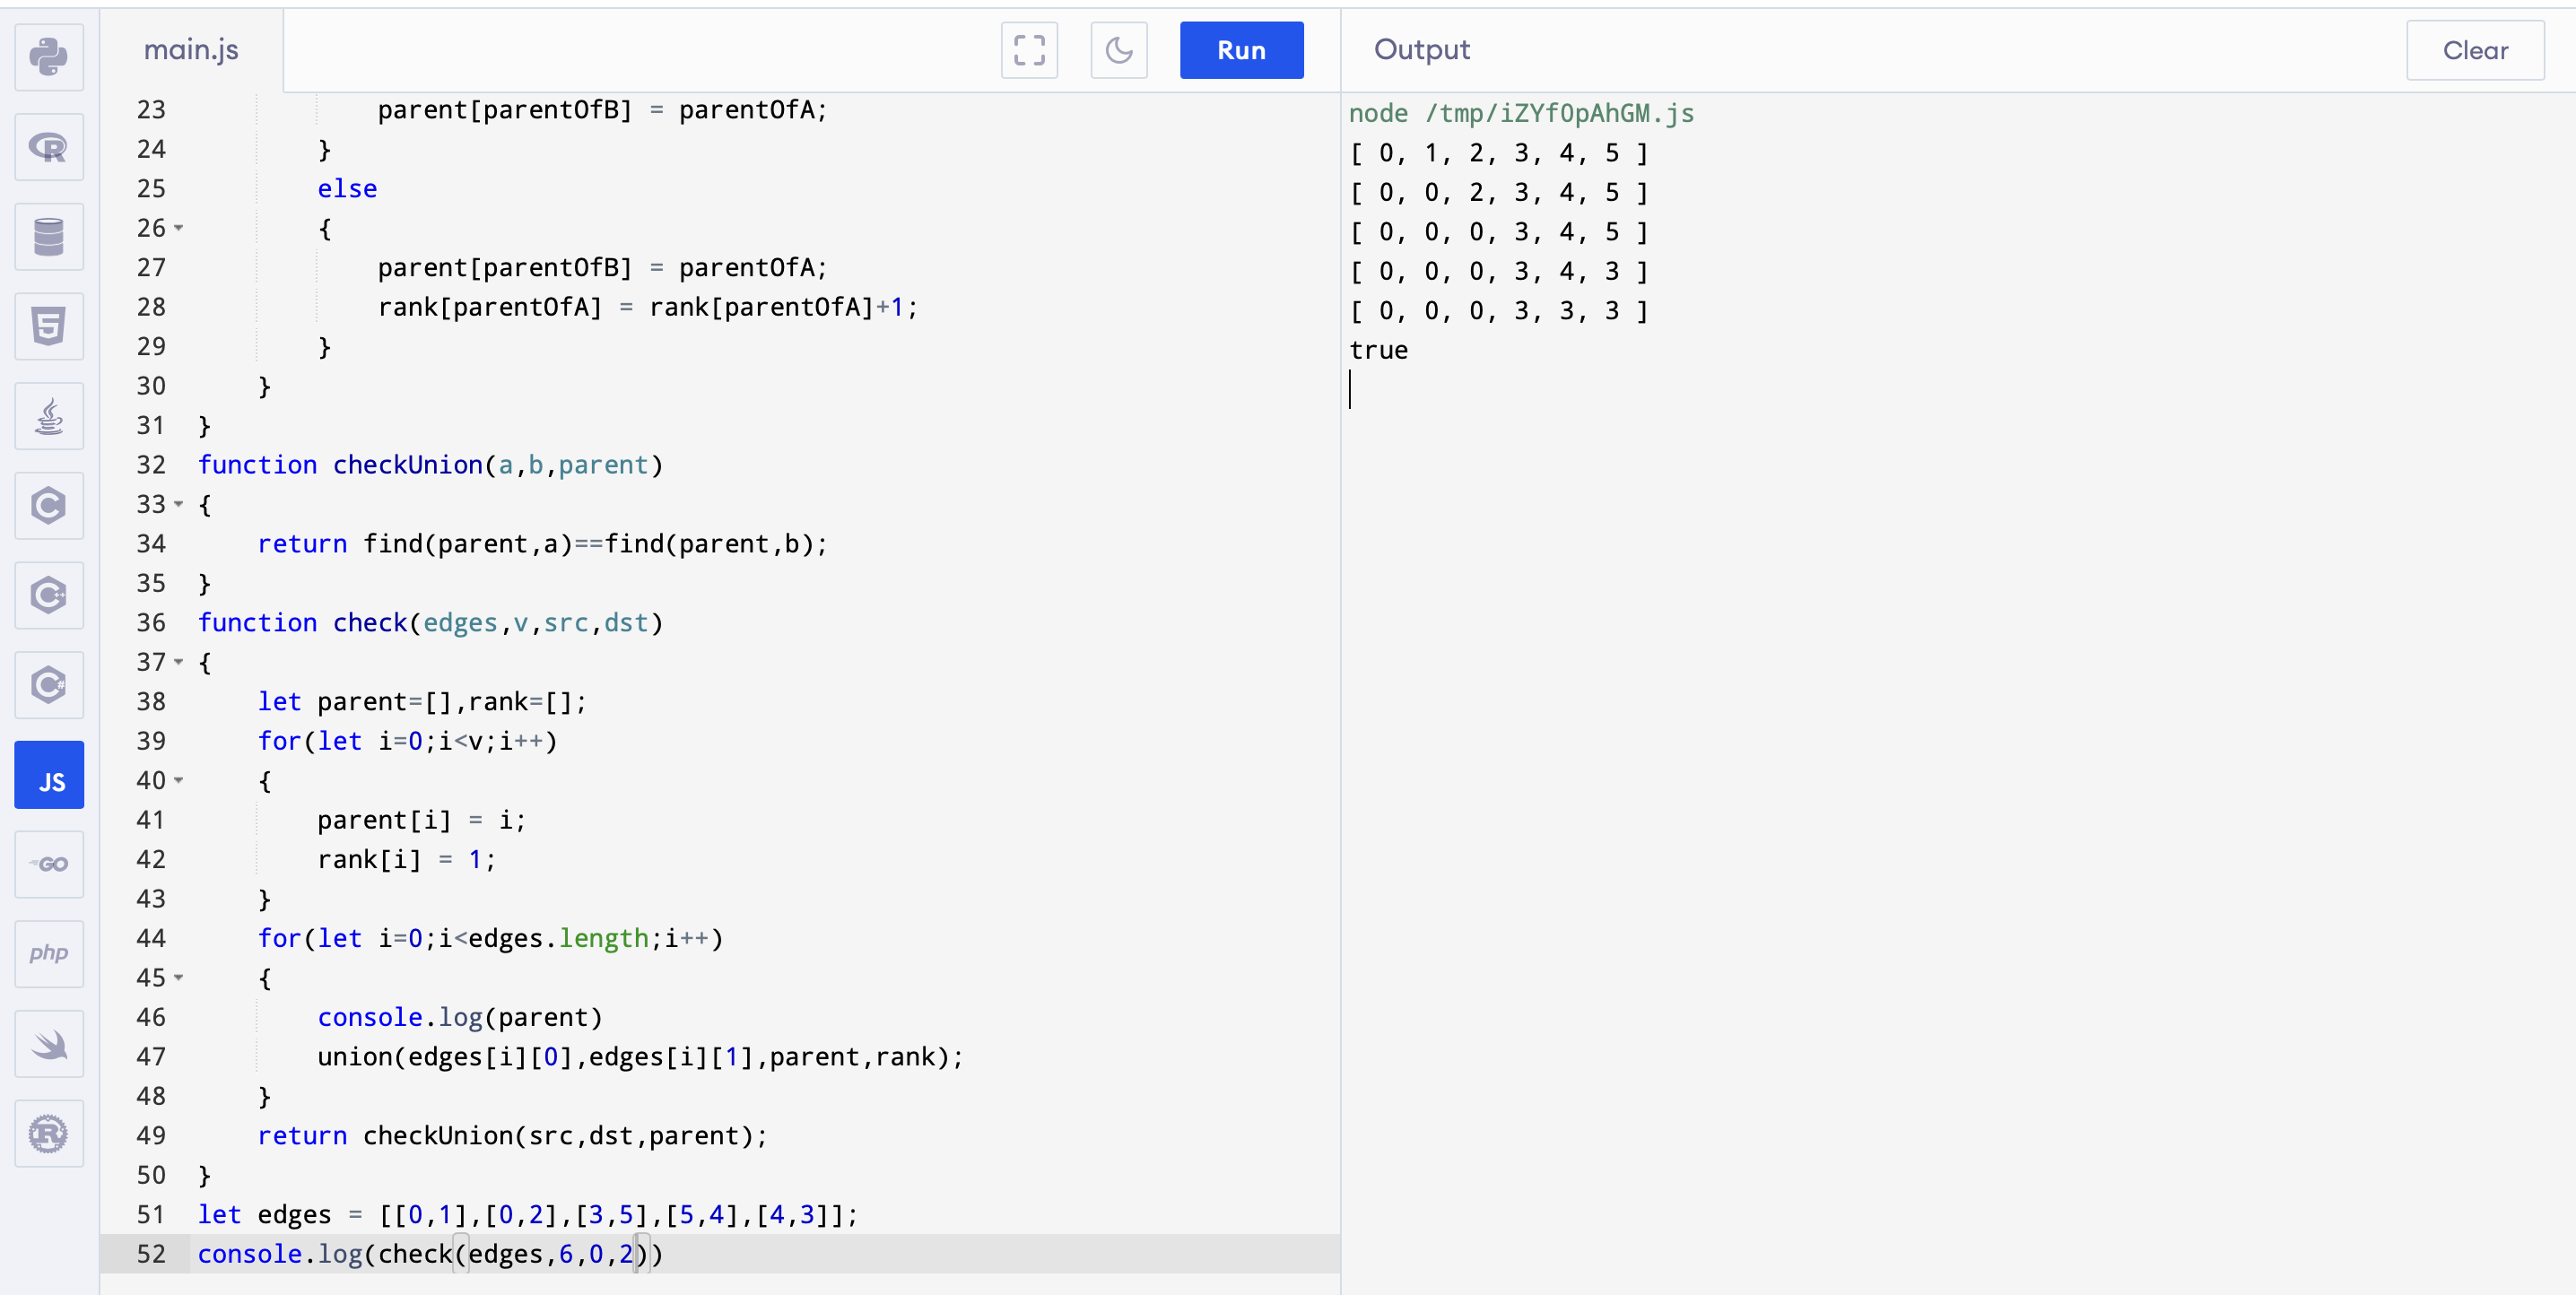 main.js
Run
Output
Clear
23 parent[parentOfB] = parentOfA;
24 }
25 else
26 {
27 parent[parentOfB] = parentOfA;
28 rank[parentOfA] = rank[parentOfA]+1;
29 }
30 }
31 }
32 function checkUnion(a,b,parent)
33 {
34 return find(parent,a)==find(parent,b);
35 }
36 function check(edges,v,src,dst)
37 {
38 let parent=[],rank=[];
39 for(let i=0;i<v;i++)
40 {
41 parent[i] = i;
42 rank[i] = 1;
43 }
44 for(let i=0;i<edges.length;i++)
45 {
46 console.log(parent)
47 union(edges[i][0],edges[i][1],parent,rank);
48 }
49 return checkUnion(src,dst,parent);
50 }
51 let edges = [[0,1],[0,2],[3,5],[5,4],[4,3]];
52 console.log(check(edges,6,0,2))
node /tmp/iZYf0pAhGM.js
[ 0, 1, 2, 3, 4, 5 ]
[ 0, 0, 2, 3, 4, 5 ]
[ 0, 0, 0, 3, 4, 5 ]
[ 0, 0, 0, 3, 4, 3 ]
[ 0, 0, 0, 3, 3, 3 ]
true
R
5
C
C++
C#
JS
GO
php
R